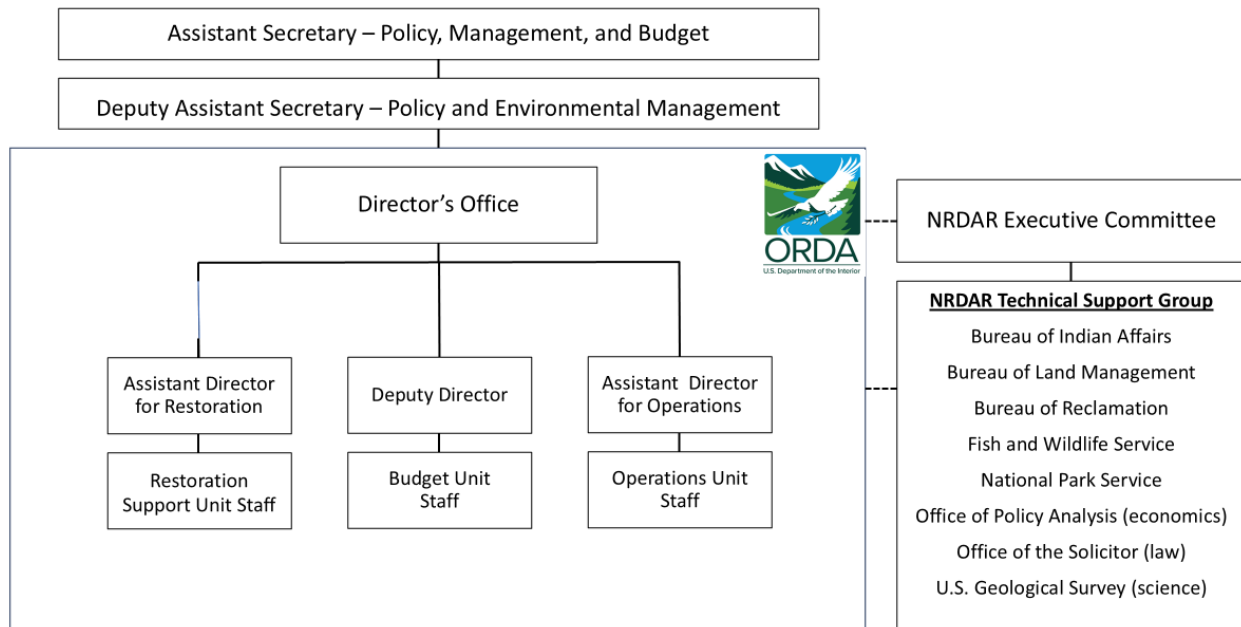 Assistant Secretary – Policy, Management, and Budget
Deputy Assistant Secretary – Policy and Environmental Management
Director's Office
ORDA
U.S. Department of the Interior
NRDAR Executive Committee
Assistant Director
for Restoration
Deputy Director
Assistant Director
for Operations
Restoration
Support Unit Staff
Budget Unit
Staff
Operations Unit
Staff
NRDAR Technical Support Group
Bureau of Indian Affairs
Bureau of Land Management
Bureau of Reclamation
Fish and Wildlife Service
National Park Service
Office of Policy Analysis (economics)
Office of the Solicitor (law)
U.S. Geological Survey (science)